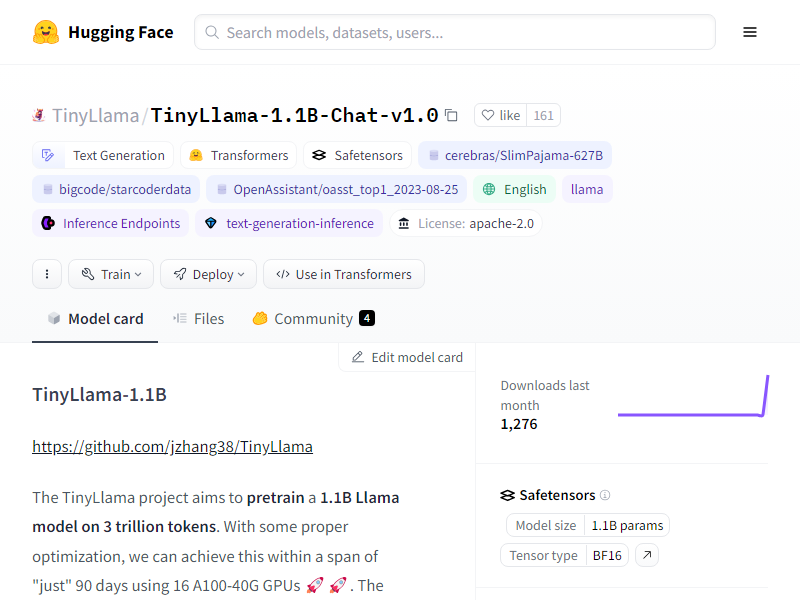 Hugging Face
Search models, datasets, users...
TinyLlama/TinyLlama-1.1B-Chat-v1.0 like 161
Text Generation Transformers Safetensors cerebras/SlimPajama-627B
bigcode/starcoderdata OpenAssistant/oasst_top1_2023-08-25 English llama
Inference Endpoints text-generation-inference License: apache-2.0
Train Deploy </> Use in Transformers
Model card Files Community 4
Edit model card
TinyLlama-1.1B
https://github.com/jzhang38/TinyLlama
The TinyLlama project aims to pretrain a 1.1B Llama
model on 3 trillion tokens. With some proper
optimization, we can achieve this within a span of
"just" 90 days using 16 A100-40G GPUs 🚀🚀. The
Downloads last
month
1,276
Safetensors
Model size 1.1B params
Tensor type BF16 ↗